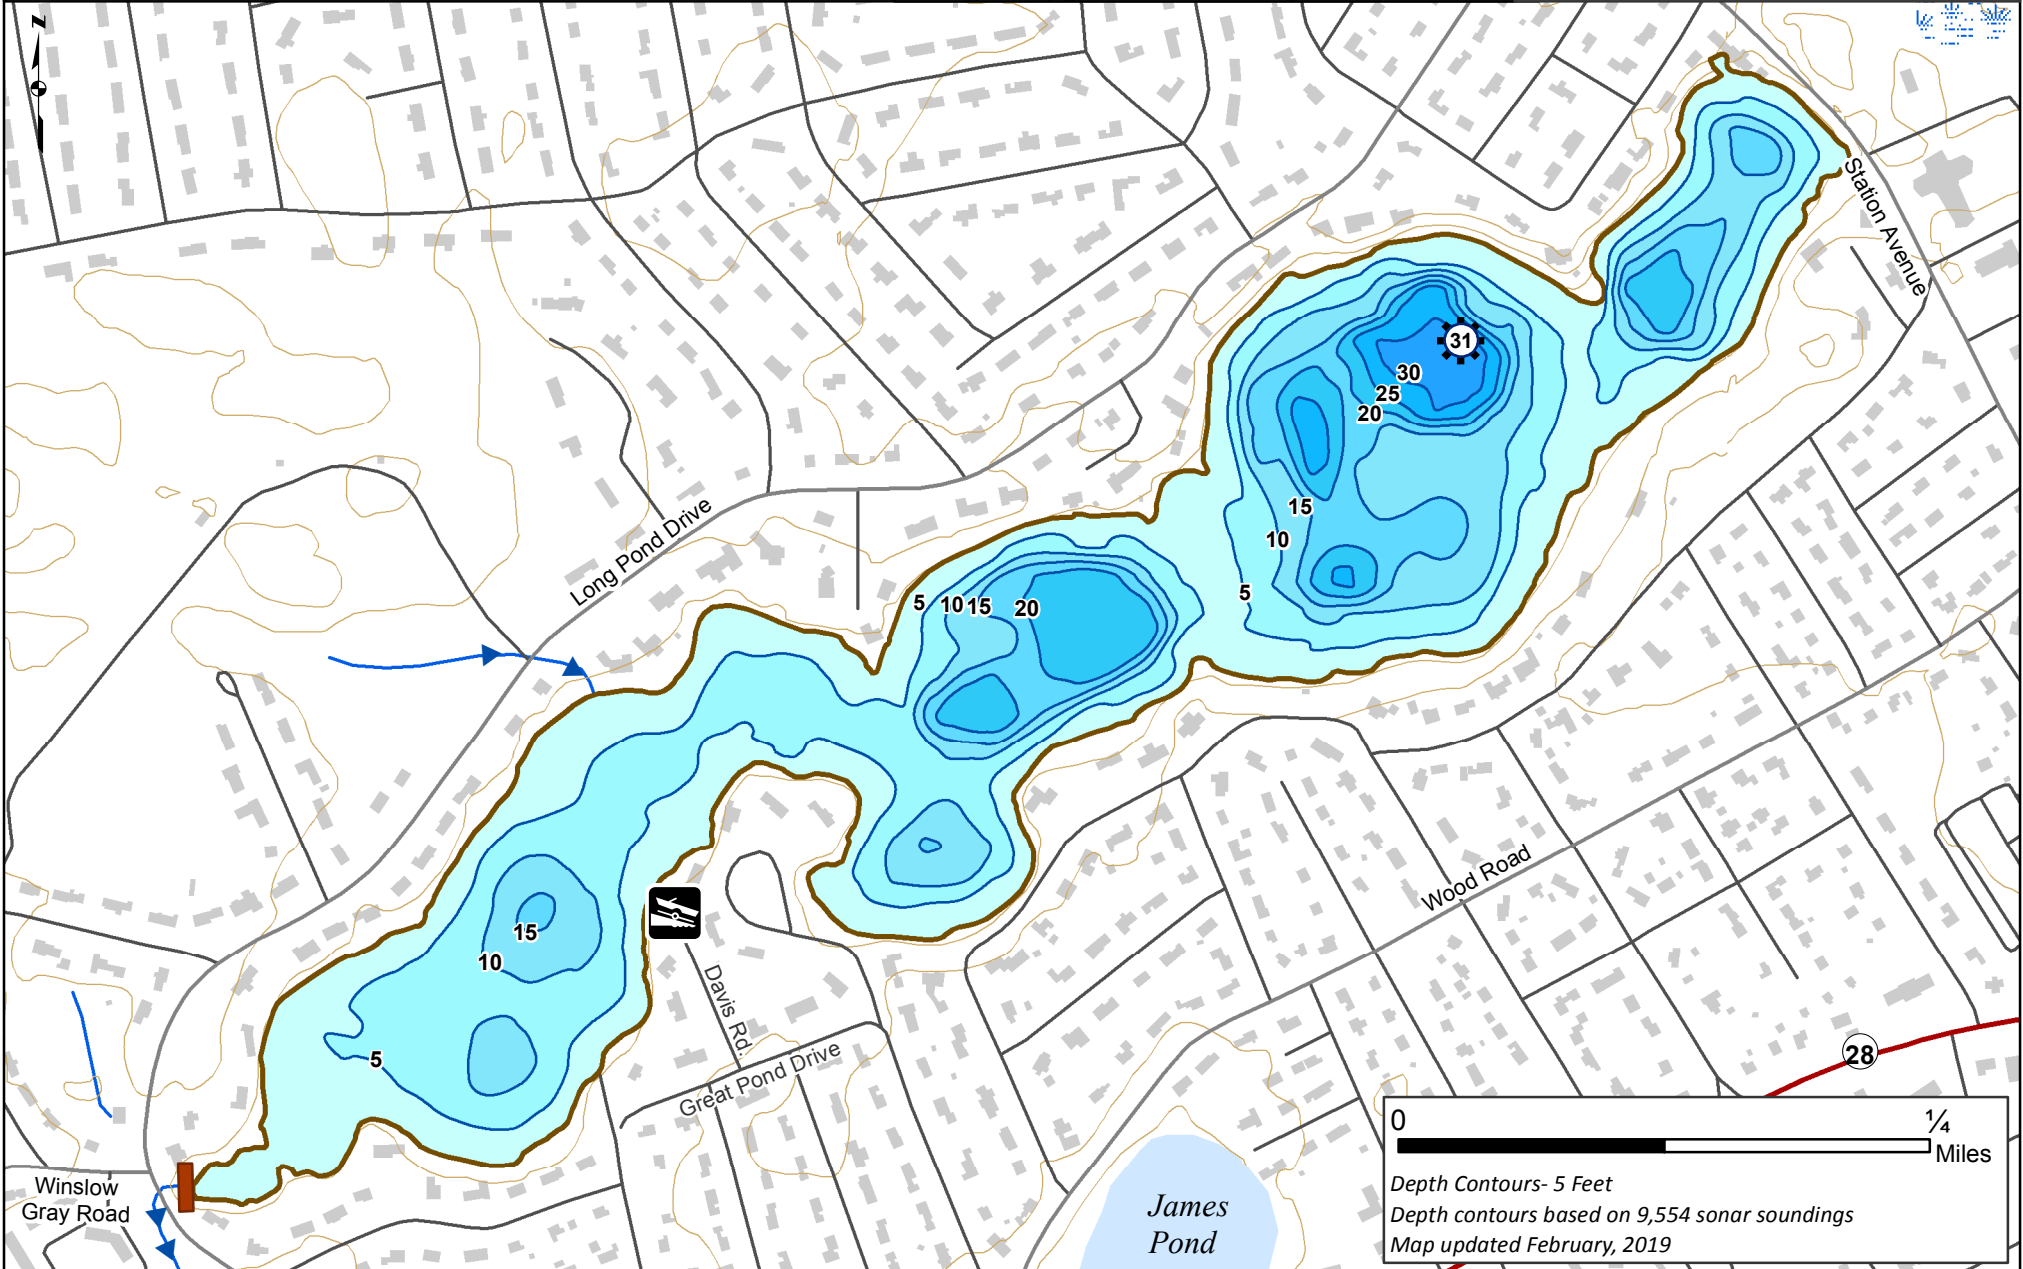 N
Station Avenue
31
30
25
20
15
10
5
Long Pond Drive
5
10
15
20
15
10
5
Davis Rd.
Great Pond Drive
Wood Road
28
Winslow
Gray Road
James
Pond
0
1/4
Miles
Depth Contours- 5 Feet
Depth contours based on 9,554 sonar soundings
Map updated February, 2019